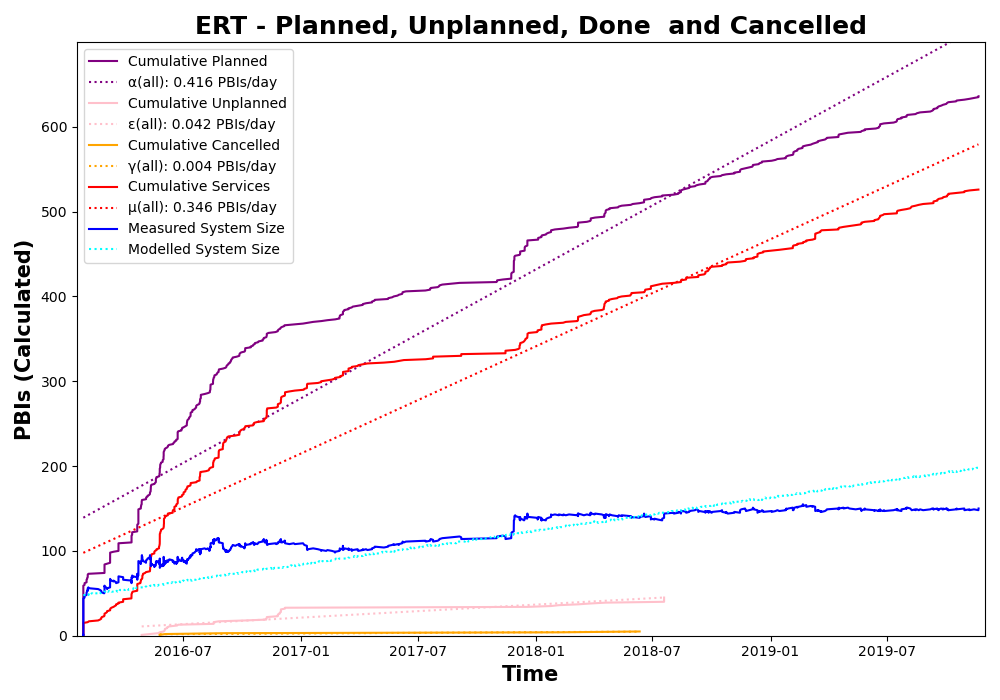 ERT - Planned, Unplanned, Done  and Cancelled
Cumulative Planned
α(all): 0.416 PBIs/day
Cumulative Unplanned
ε(all): 0.042 PBIs/day
Cumulative Cancelled
γ(all): 0.004 PBIs/day
Cumulative Services
μ(all): 0.346 PBIs/day
Measured System Size
Modelled System Size
PBIs (Calculated)
600
500
400
300
200
100
0
2016-07
2017-01
2017-07
2018-01
2018-07
2019-01
2019-07
Time